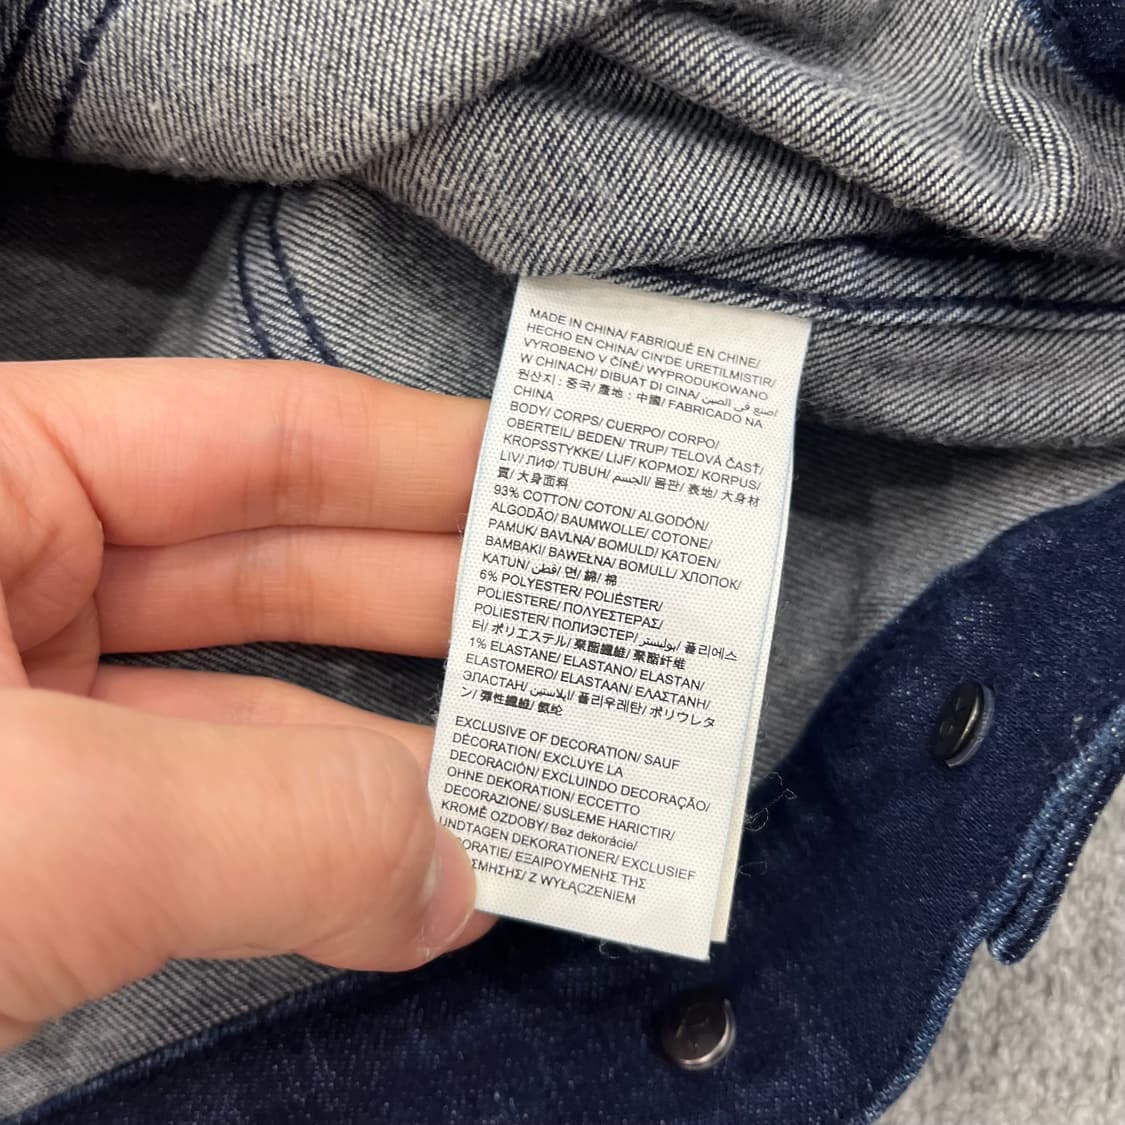 MADE IN CHINA/ FABRIQUÉ EN CHINE/
HECHO EN CHINA/ CIN'DE URETILMISTIR/
VYROBENO V ČÍNĚ/ WYPRODUKOWANO
W CHINACH/ DIBUAT DI CINA/ صنع في الصين/
원산지 : 중국/ 產地 : 中國/ FABRICADO NA
CHINA
BODY/ CORPS/ CUERPO/ CORPO/
OBERTEIL/ BEDEN/ TRUP/ TELOVÁ ČASŤ/
KROPSSTYKKE/ LIJF/ ΚΟΡΜΟΣ/ KORPUS/
LIV/ ЛИФ/ TUBUH/ الجسم/ 몸판/ 表地/ 大身材
質/ 大身面料
93% COTTON/ COTON/ ALGODÓN/
ALGODÃO/ BAUMWOLLE/ COTONE/
PAMUK/ BAVLNA/ BOMULD/ KATOEN/
BAMBAKI/ BAWEŁNA/ BOMULL/ ХЛОПОК/
KATUN/ قطن/ 면/ 綿/ 棉
6% POLYESTER/ POLIÉSTER/
POLIESTERE/ ΠΟΛΥΕΣΤΕΡΑΣ/
POLIESTER/ ПОЛИЭСТЕР/ بوليستر/ 폴리에스
터/ ポリエステル/ 聚酯纖維/ 聚酯纤维
1% ELASTANE/ ELASTANO/ ELASTAN/
ELASTOMERO/ ELASTAAN/ ΕΛΑΣΤΑΝΗ/
ЭЛАСТАН/ ايلاستين/ 폴리우레탄/ ポリウレタ
ン/ 彈性纖維/ 氨纶
EXCLUSIVE OF DECORATION/ SAUF
DÉCORATION/ EXCLUYE LA
DECORACIÓN/ EXCLUINDO DECORAÇÃO/
OHNE DEKORATION/ ECCETTO
DECORAZIONE/ SUSLEME HARICTIR/
KROMĚ OZDOBY/ Bez dekorácie/
UNDTAGEN DEKORATIONER/ EXCLUSIEF
ΕΞΑΙΡΟΥΜΕΝΗΣ ΤΗΣ
Z WYŁĄCZENIEM